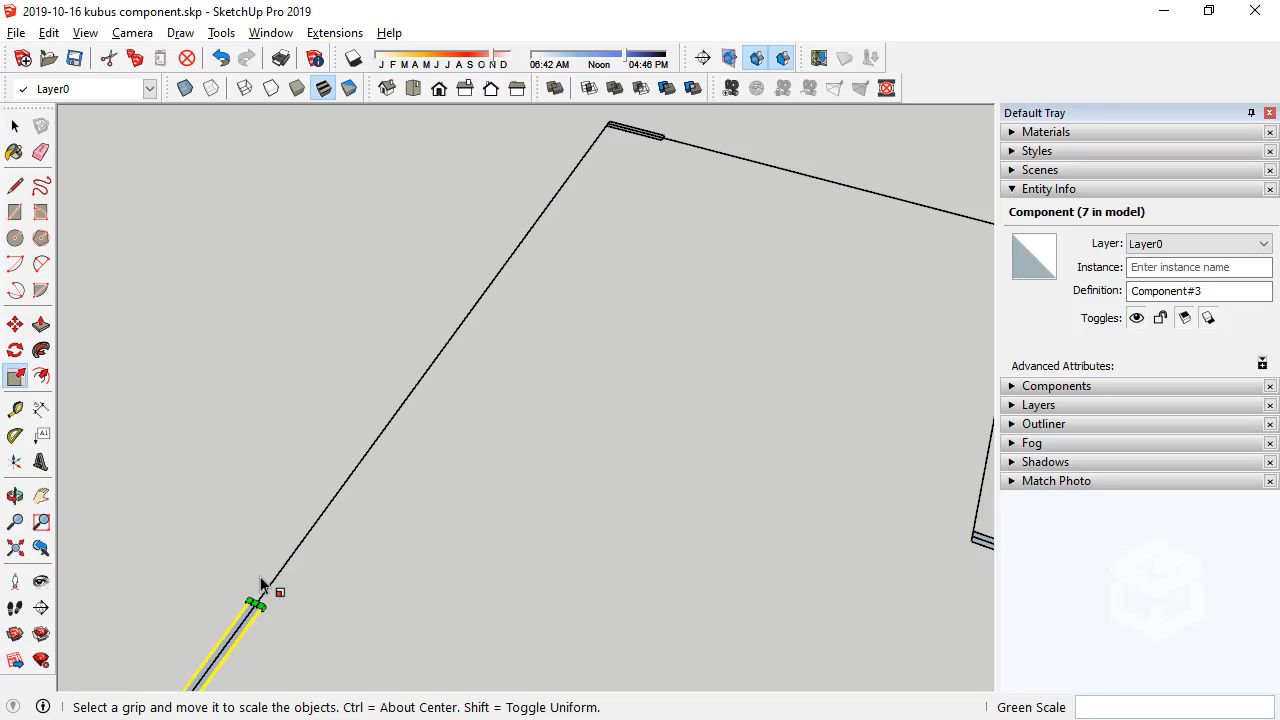 2019-10-16 kubus component.skp - SketchUp Pro 2019
File Edit View Camera Draw Tools Window Extensions Help
J F M A M J J A S O N D
06:42 AM Noon 04:46 PM
✓ Layer0
Default Tray
Materials
Styles
Scenes
Entity Info
Component (7 in model)
Layer: Layer0
Instance: Enter instance name
Definition: Component#3
Toggles:
Advanced Attributes:
Components
Layers
Outliner
Fog
Shadows
Match Photo
A1
Select a grip and move it to scale the objects. Ctrl = About Center. Shift = Toggle Uniform.
Green Scale